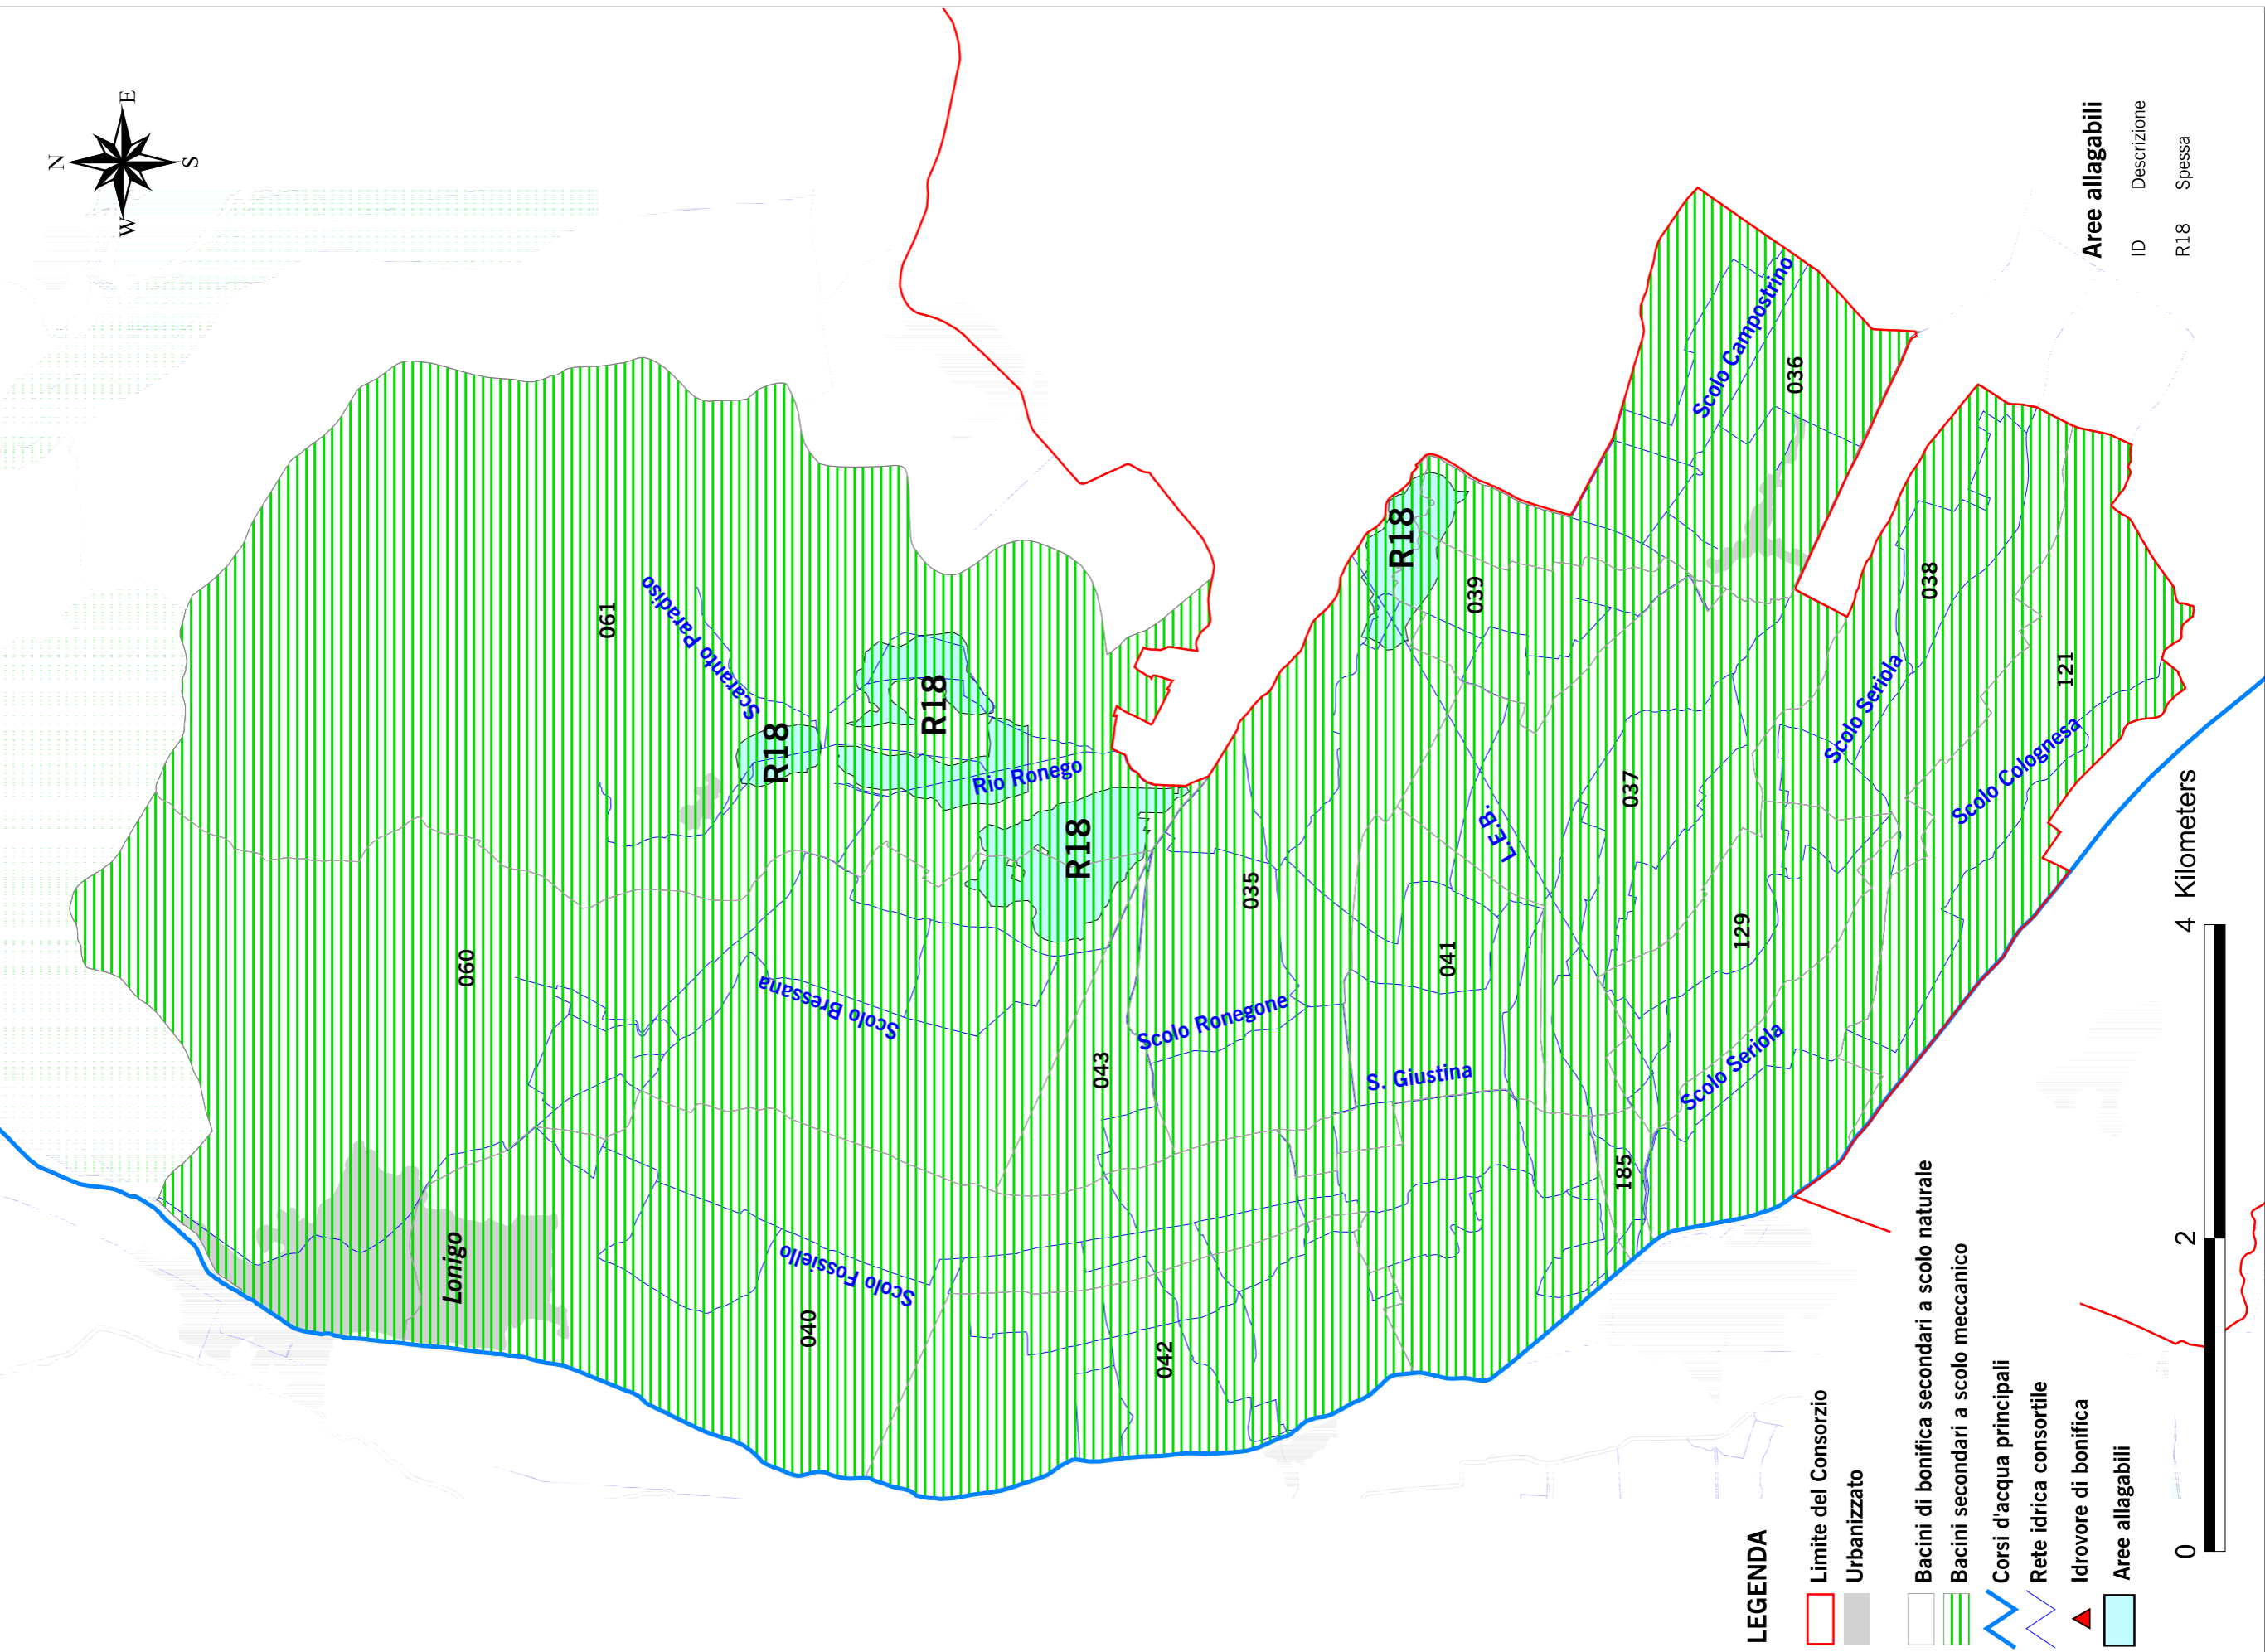 N
W
E
S
061
Scaranto Paradiso
060
R18
R18
Rio Ronego
R18
Scolo Bressana
Lonigo
Scolo Fossiello
040
043
042
Scolo Ronegone
035
S. Giustina
041
L.E.B.
R18
039
037
129
185
Scolo Seriola
Scolo Campostrino
036
038
Scolo Seriola
121
Scolo Colognesa
Aree allagabili
ID Descrizione
R18 Spessa
LEGENDA
Limite del Consorzio
Urbanizzato
Bacini di bonifica secondari a scolo naturale
Bacini secondari a scolo meccanico
Corsi d'acqua principali
Rete idrica consortile
Idrovore di bonifica
Aree allagabili
0 2 4 Kilometers